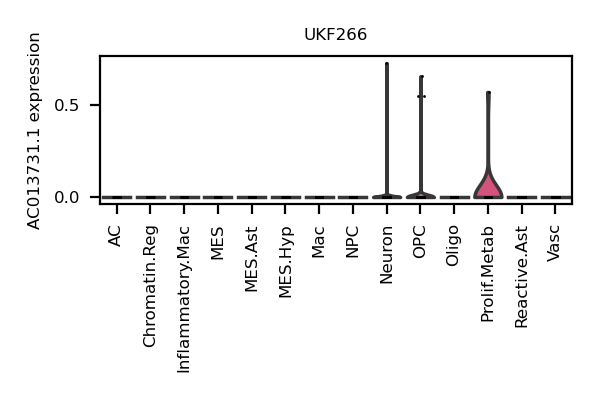 UKF266
AC013731.1 expression
0.5
0.0
AC
Chromatin.Reg
Inflammatory.Mac
MES
MES.Ast
MES.Hyp
Mac
NPC
Neuron
OPC
Oligo
Prolif.Metab
Reactive.Ast
Vasc